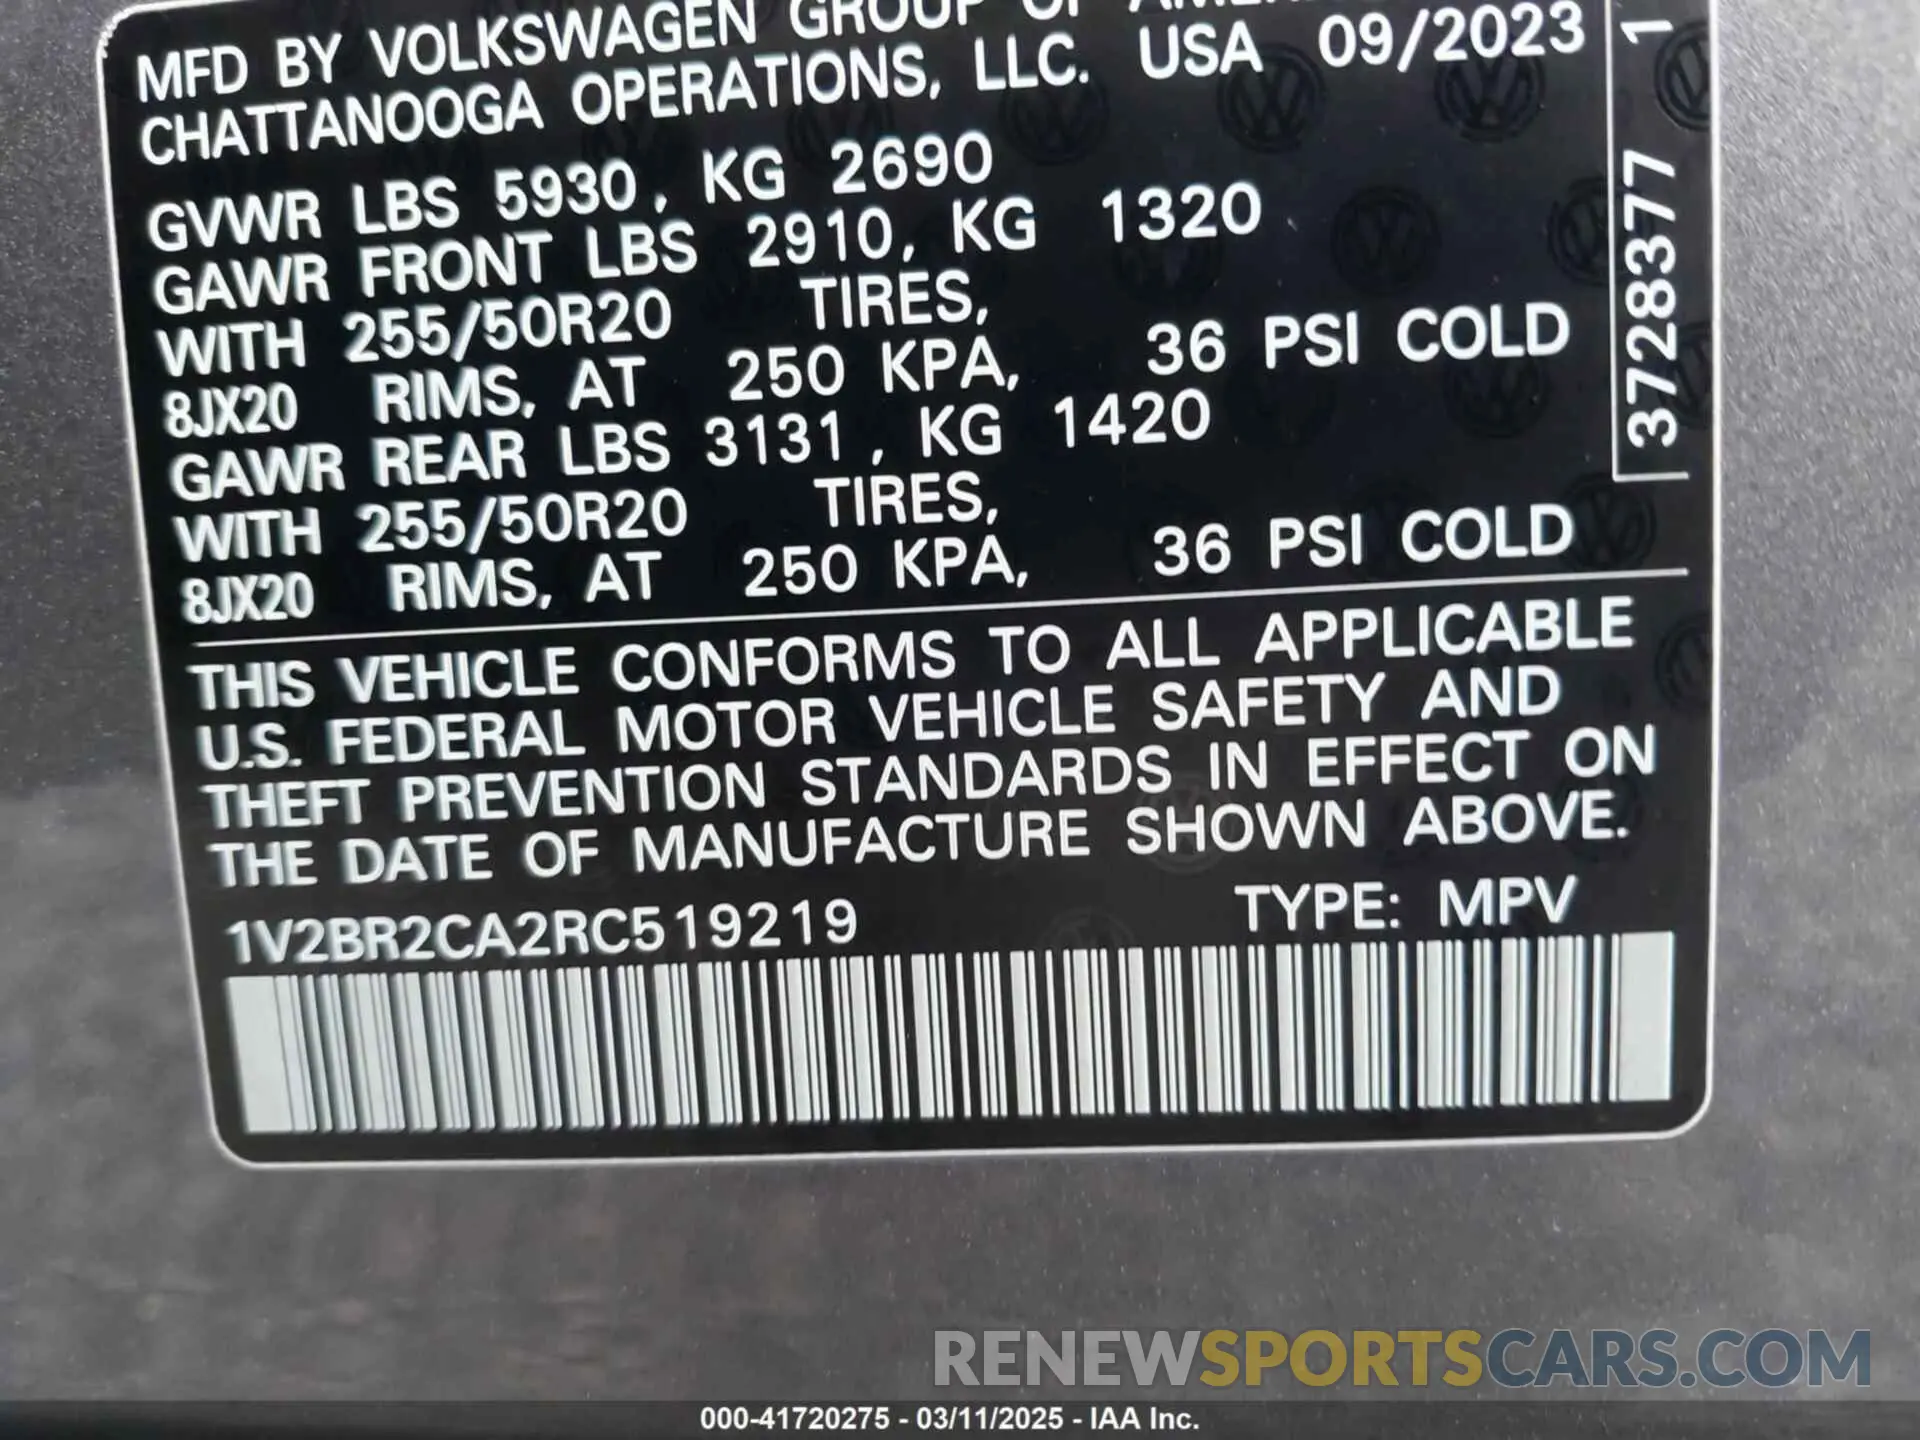 MFD BY VOLKSWAGEN GROUP OF
CHATTANOOGA OPERATIONS, LLC. USA 09/2023
GVWR LBS 5930, KG 2690
GAWR FRONT LBS 2910, KG 1320
WITH 255/50R20 TIRES,
8JX20 RIMS, AT 250 KPA, 36 PSI COLD
GAWR REAR LBS 3131, KG 1420
WITH 255/50R20 TIRES,
8JX20 RIMS, AT 250 KPA, 36 PSI COLD
3728377 1
THIS VEHICLE CONFORMS TO ALL APPLICABLE
U.S. FEDERAL MOTOR VEHICLE SAFETY AND
THEFT PREVENTION STANDARDS IN EFFECT ON
THE DATE OF MANUFACTURE SHOWN ABOVE.
1V2BR2CA2RC519219 TYPE: MPV
RENEWSPORTSCARS.COM
000-41720275 - 03/11/2025 - IAA Inc.